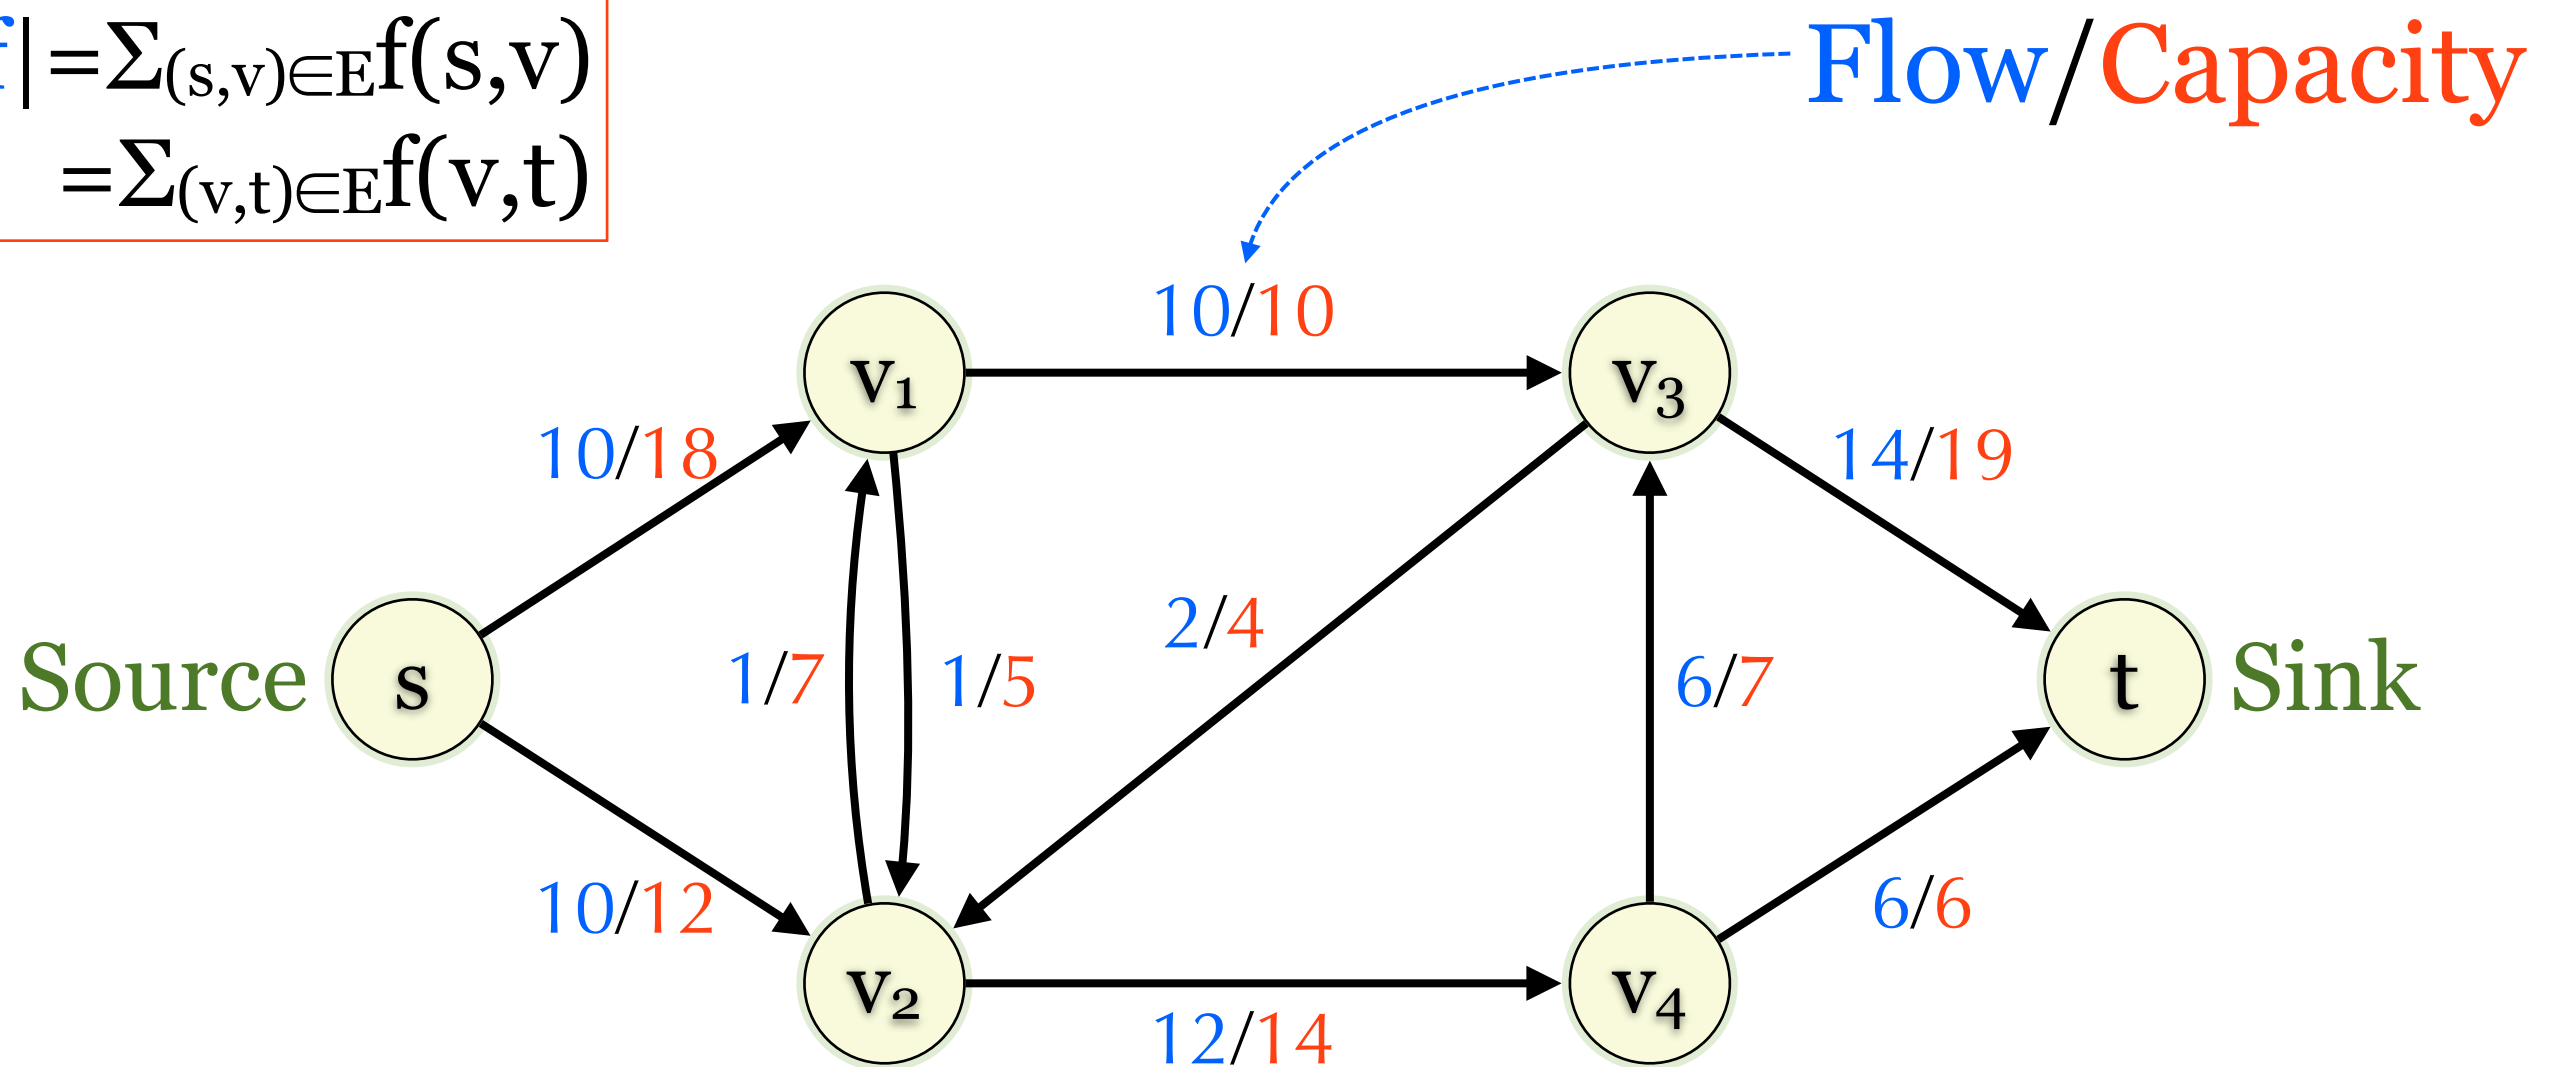 f|=Σ(s,v)∈Ef(s,v)
=Σ(v,t)∈Ef(v,t)
Flow/Capacity
10/10
v₁
v₃
10/18
14/19
2/4
Source
s
1/7
1/5
6/7
t
Sink
10/12
6/6
v₂
v₄
12/14